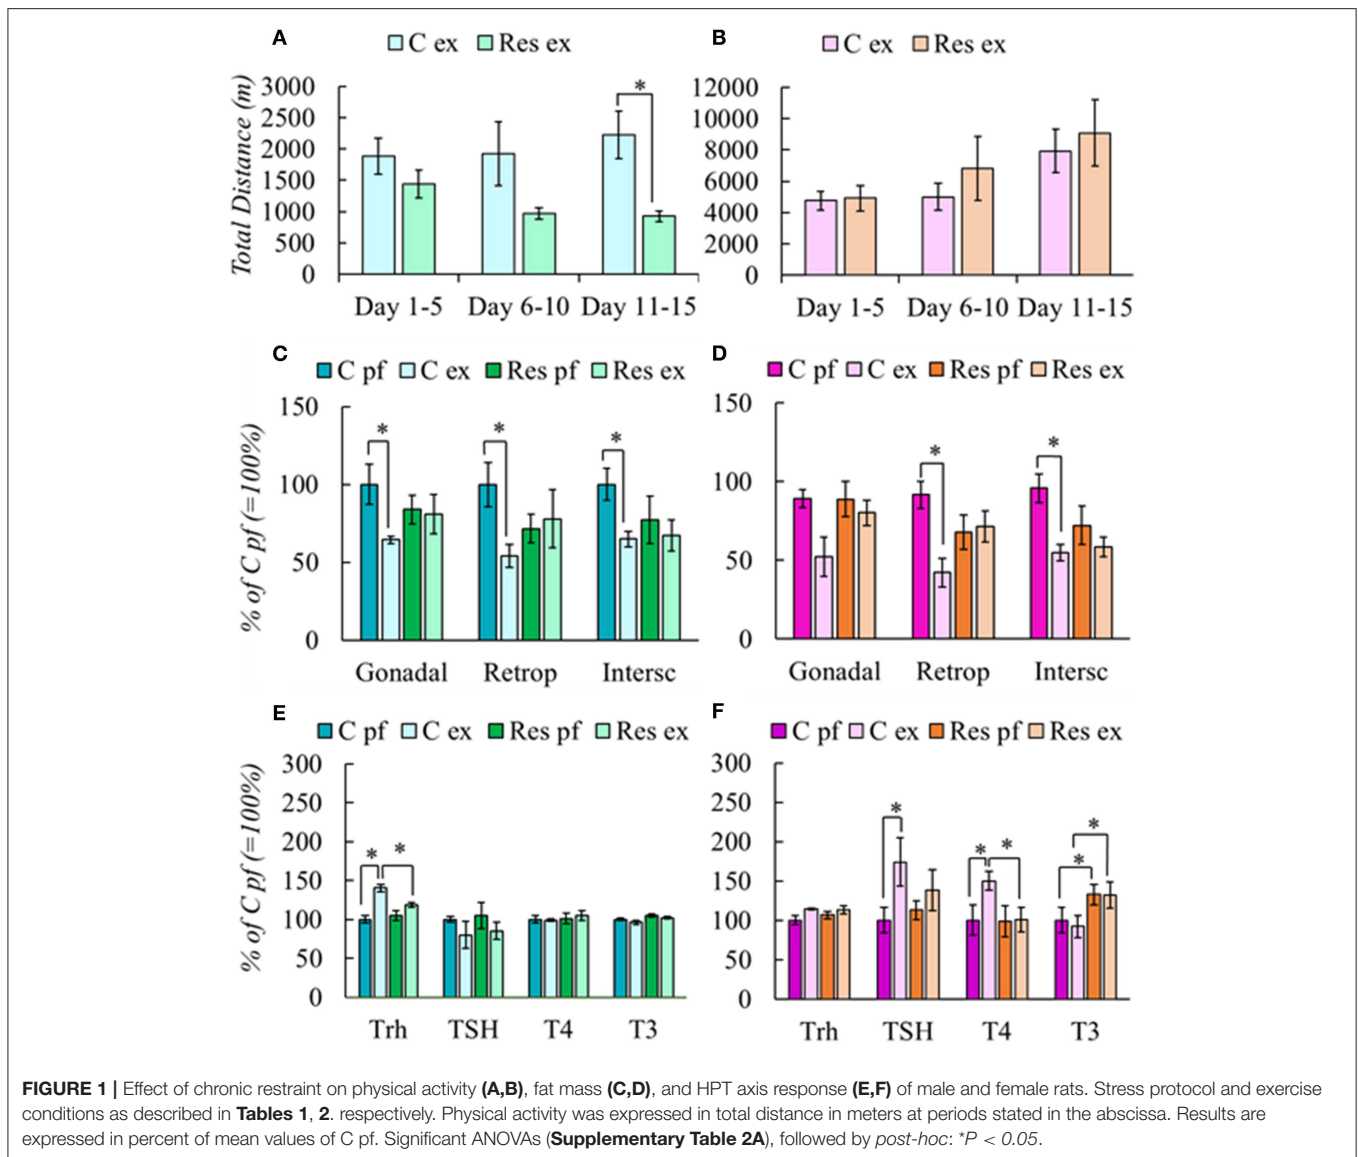 A
C ex Res ex
Total Distance (m)
3000
2500
2000
1500
1000
500
0
*
Day 1-5 Day 6-10 Day 11-15
B
C ex Res ex
12000
10000
8000
6000
4000
2000
0
Day 1-5 Day 6-10 Day 11-15
C
C pf C ex Res pf Res ex
% of C pf (=100%)
150
100
50
0
* * *
Gonadal Retrop Intersc
D
C pf C ex Res pf Res ex
150
100
50
0
* *
Gonadal Retrop Intersc
E
C pf C ex Res pf Res ex
% of C pf (=100%)
300
250
200
150
100
50
0
* *
Trh TSH T4 T3
F
C pf C ex Res pf Res ex
300
250
200
150
100
50
0
* * * * *
Trh TSH T4 T3
FIGURE 1 | Effect of chronic restraint on physical activity (A,B), fat mass (C,D), and HPT axis response (E,F) of male and female rats. Stress protocol and exercise
conditions as described in Tables 1, 2. respectively. Physical activity was expressed in total distance in meters at periods stated in the abscissa. Results are
expressed in percent of mean values of C pf. Significant ANOVAs (Supplementary Table 2A), followed by post-hoc: *P < 0.05.